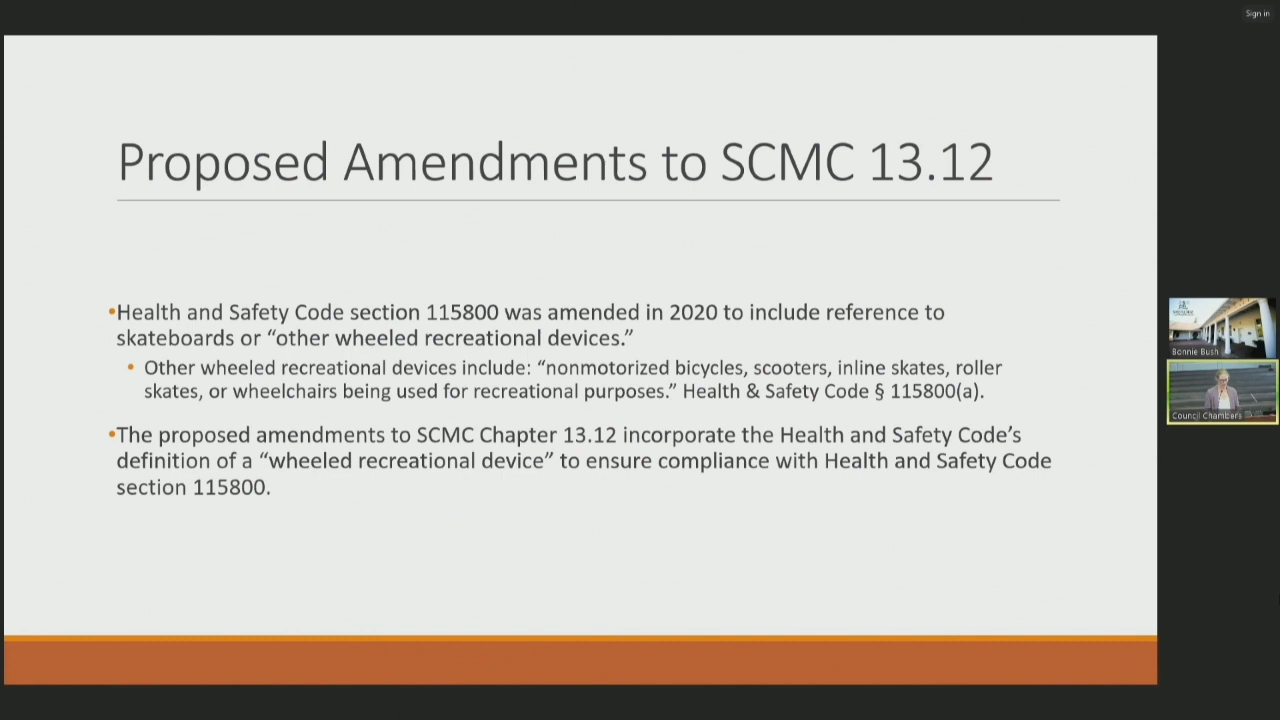 Sign in
Proposed Amendments to SCMC 13.12
•Health and Safety Code section 115800 was amended in 2020 to include reference to
skateboards or “other wheeled recreational devices.”
• Other wheeled recreational devices include: “nonmotorized bicycles, scooters, inline skates, roller
skates, or wheelchairs being used for recreational purposes.” Health & Safety Code § 115800(a).
•The proposed amendments to SCMC Chapter 13.12 incorporate the Health and Safety Code’s
definition of a “wheeled recreational device” to ensure compliance with Health and Safety Code
section 115800.
Bonnie Bush
Council Chambers